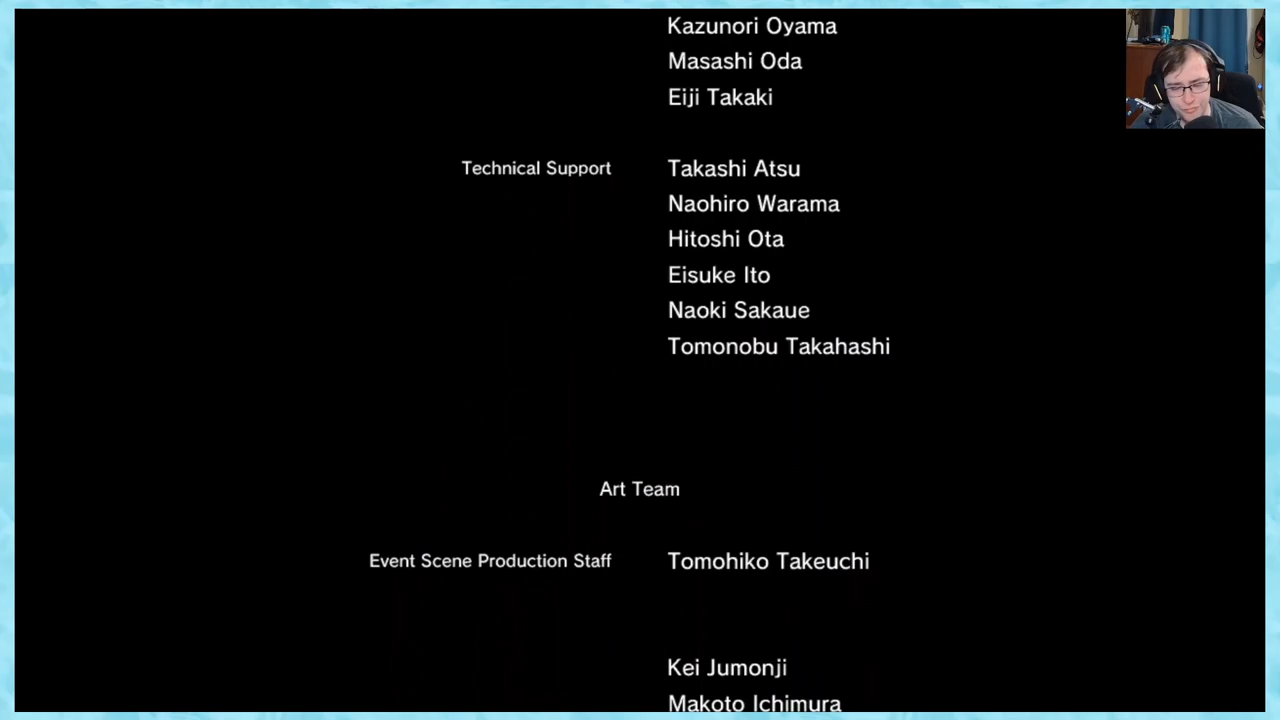 Kazunori Oyama
Masashi Oda
Eiji Takaki
Technical Support Takashi Atsu
Naohiro Warama
Hitoshi Ota
Eisuke Ito
Naoki Sakaue
Tomonobu Takahashi
Art Team
Event Scene Production Staff Tomohiko Takeuchi
Kei Jumonji
Makoto Ichimura